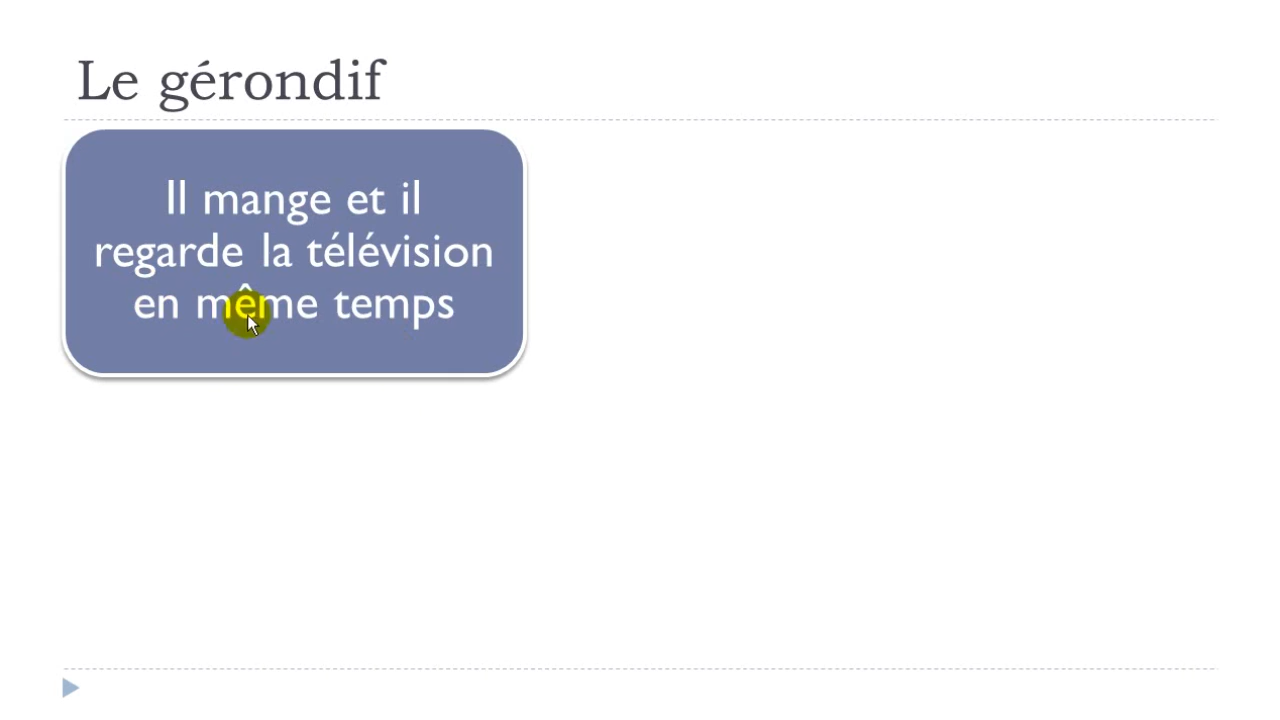 Le gérondif
Il mange et il
regarde la télévision
en même temps